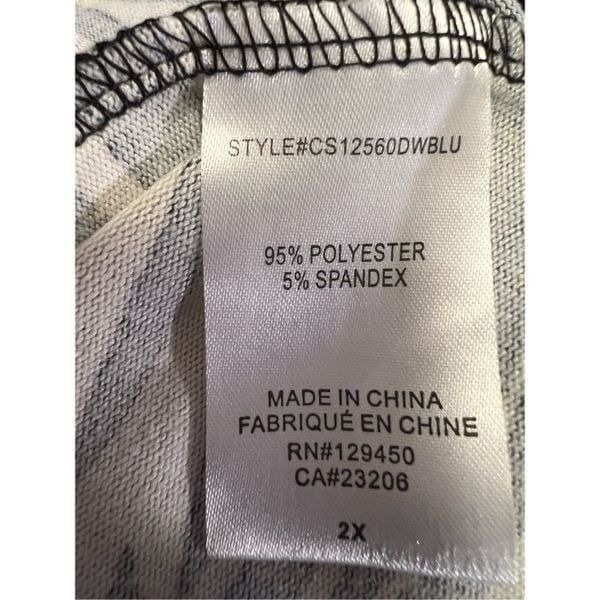 STYLE#CS12560DWBLU
95% POLYESTER
5% SPANDEX
MADE IN CHINA
FABRIQUÉ EN CHINE
RN#129450
CA#23206
2X